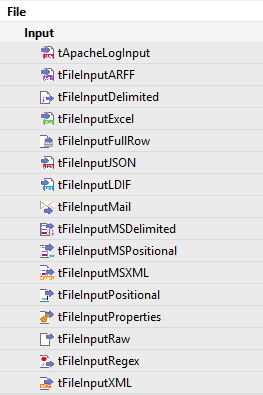 File
Input
tApacheLogInput
tFileInputARFF
tFileInputDelimited
tFileInputExcel
tFileInputFullRow
tFileInputJSON
tFileInputLDIF
tFileInputMail
tFileInputMSDelimited
tFileInputMSPositional
tFileInputMSXML
tFileInputPositional
tFileInputProperties
tFileInputRaw
tFileInputRegex
tFileInputXML